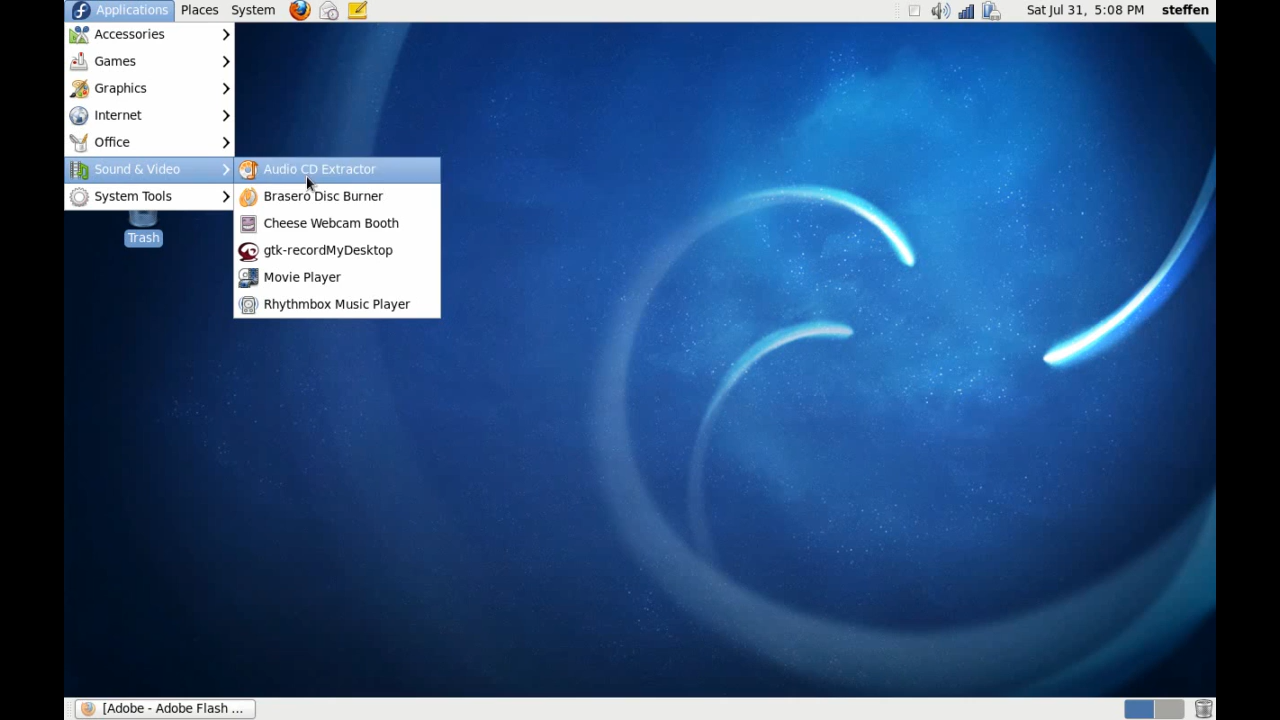 Applications Places System Sat Jul 31, 5:08 PM steffen
Accessories
Games
Graphics
Internet
Office
Sound & Video
System Tools
Audio CD Extractor
Brasero Disc Burner
Cheese Webcam Booth
gtk-recordMyDesktop
Movie Player
Rhythmbox Music Player
Trash
[Adobe - Adobe Flash ...